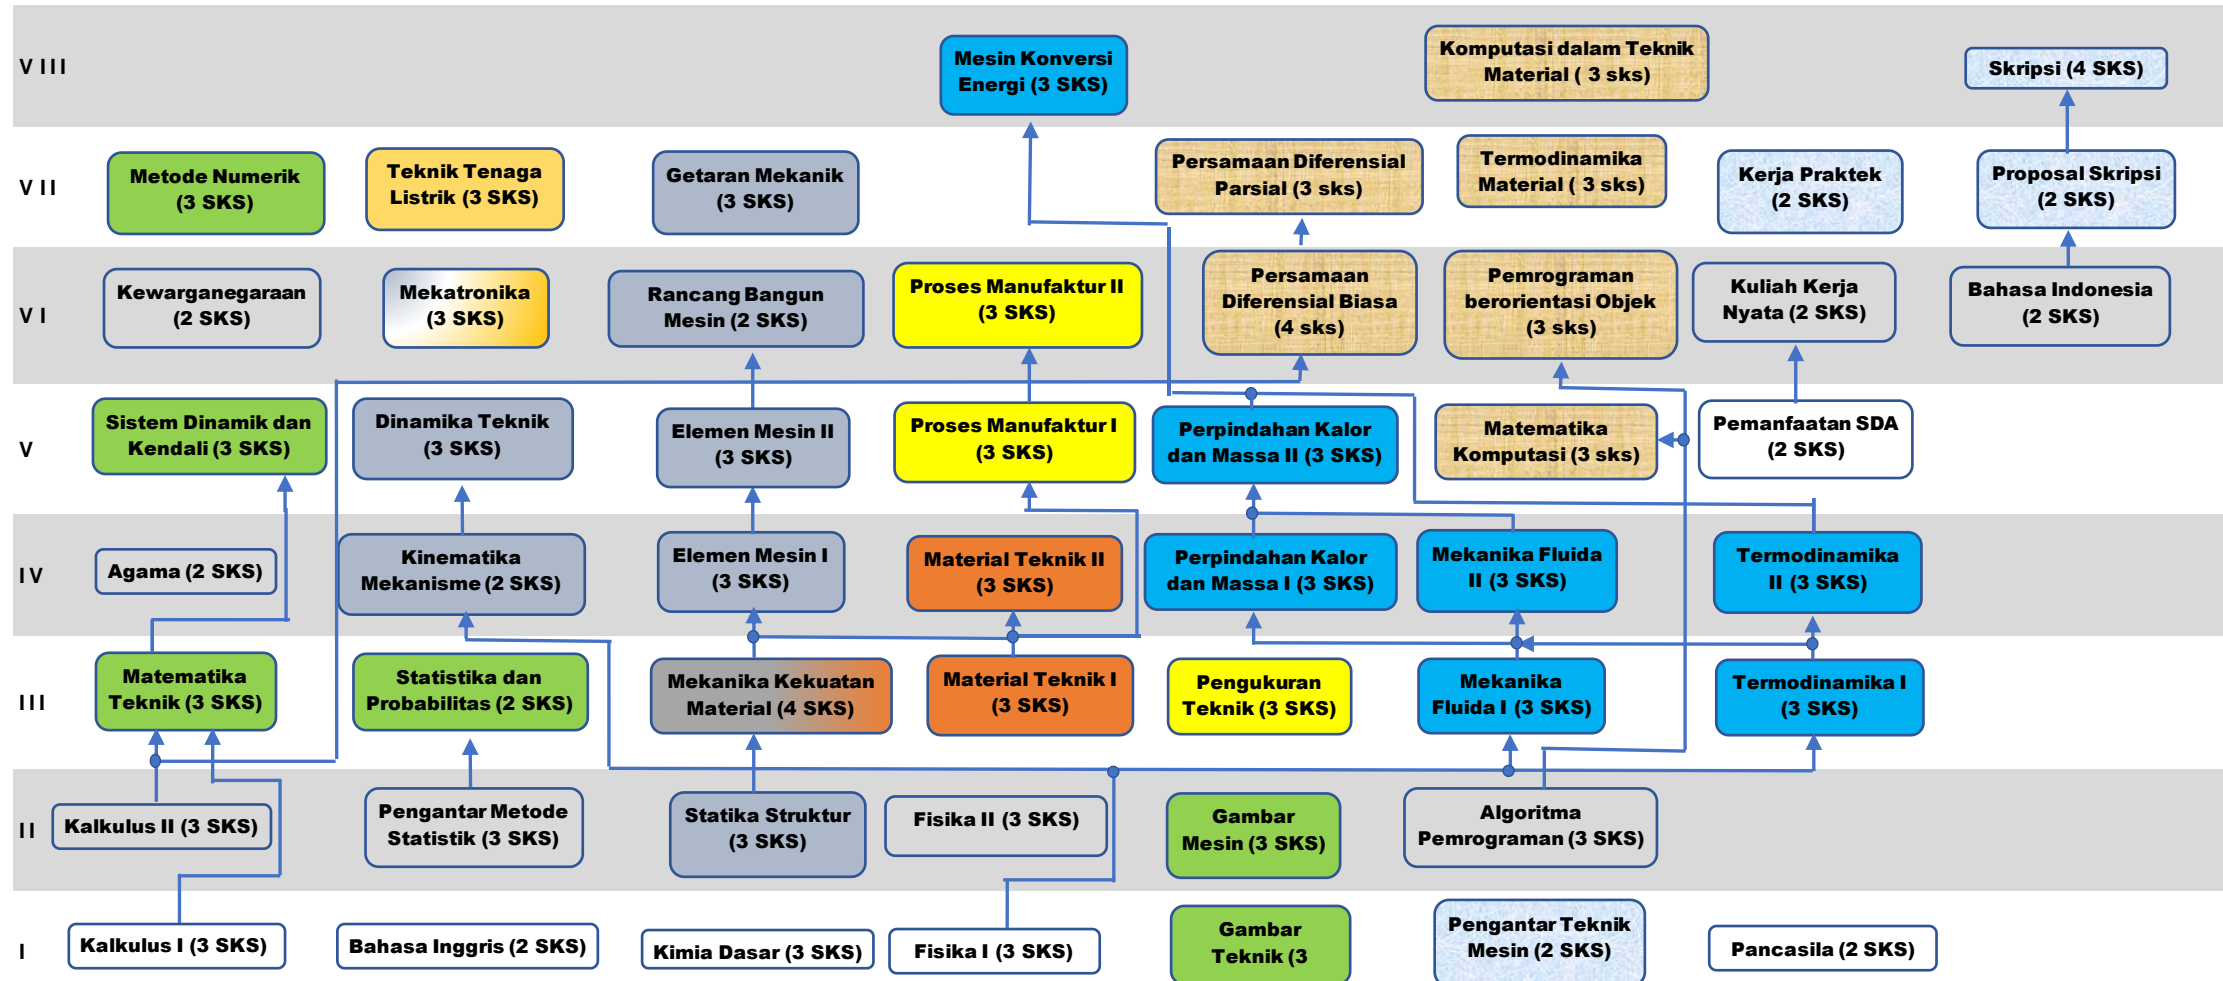 V III
Mesin Konversi
Energi (3 SKS)
Komputasi dalam Teknik
Material ( 3 sks)
Skripsi (4 SKS)
V II
Metode Numerik
(3 SKS)
Teknik Tenaga
Listrik (3 SKS)
Getaran Mekanik
(3 SKS)
Persamaan Diferensial
Parsial (3 sks)
Termodinamika
Material ( 3 sks)
Kerja Praktek
(2 SKS)
Proposal Skripsi
(2 SKS)
V I
Kewarganegaraan
(2 SKS)
Mekatronika
(3 SKS)
Rancang Bangun
Mesin (2 SKS)
Proses Manufaktur II
(3 SKS)
Persamaan
Diferensial Biasa
(4 sks)
Pemrograman
berorientasi Objek
(3 sks)
Kuliah Kerja
Nyata (2 SKS)
Bahasa Indonesia
(2 SKS)
V
Sistem Dinamik dan
Kendali (3 SKS)
Dinamika Teknik
(3 SKS)
Elemen Mesin II
(3 SKS)
Proses Manufaktur I
(3 SKS)
Perpindahan Kalor
dan Massa II (3 SKS)
Matematika
Komputasi (3 sks)
Pemanfaatan SDA
(2 SKS)
I V
Agama (2 SKS)
Kinematika
Mekanisme (2 SKS)
Elemen Mesin I
(3 SKS)
Material Teknik II
(3 SKS)
Perpindahan Kalor
dan Massa I (3 SKS)
Mekanika Fluida
II (3 SKS)
Termodinamika
II (3 SKS)
I I I
Matematika
Teknik (3 SKS)
Statistika dan
Probabilitas (2 SKS)
Mekanika Kekuatan
Material (4 SKS)
Material Teknik I
(3 SKS)
Pengukuran
Teknik (3 SKS)
Mekanika
Fluida I (3 SKS)
Termodinamika I
(3 SKS)
I I
Kalkulus II (3 SKS)
Pengantar Metode
Statistik (3 SKS)
Statika Struktur
(3 SKS)
Fisika II (3 SKS)
Gambar
Mesin (3 SKS)
Algoritma
Pemrograman (3 SKS)
I
Kalkulus I (3 SKS)
Bahasa Inggris (2 SKS)
Kimia Dasar (3 SKS)
Fisika I (3 SKS)
Gambar
Teknik (3
Pengantar Teknik
Mesin (2 SKS)
Pancasila (2 SKS)